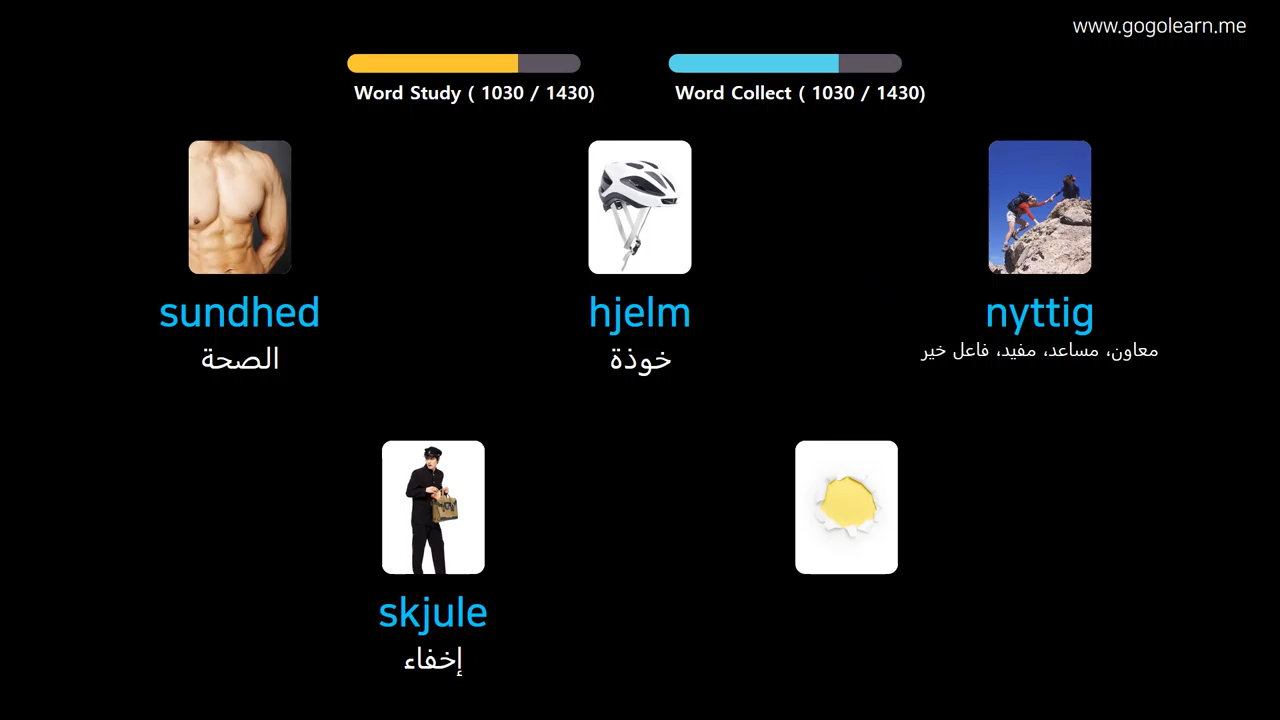 www.gogolearn.me
Word Study ( 1030 / 1430)
Word Collect ( 1030 / 1430)
sundhed
الصحة
hjelm
خوذة
nyttig
معاون، مساعد، مفيد، فاعل خير
skjule
إخفاء